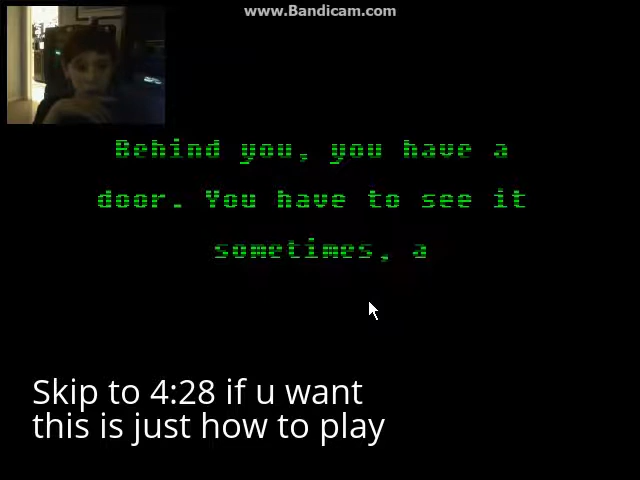 www.Bandicam.com
Behind you, you have a
door. You have to see it
sometimes, a
Skip to 4:28 if u want
this is just how to play